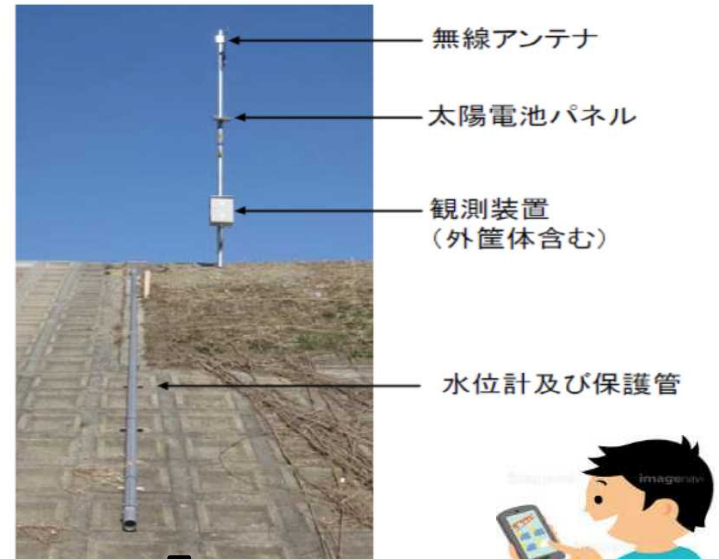 無線アンテナ
太陽電池パネル
観測装置
（外筐体含む）
水位計及び保護管